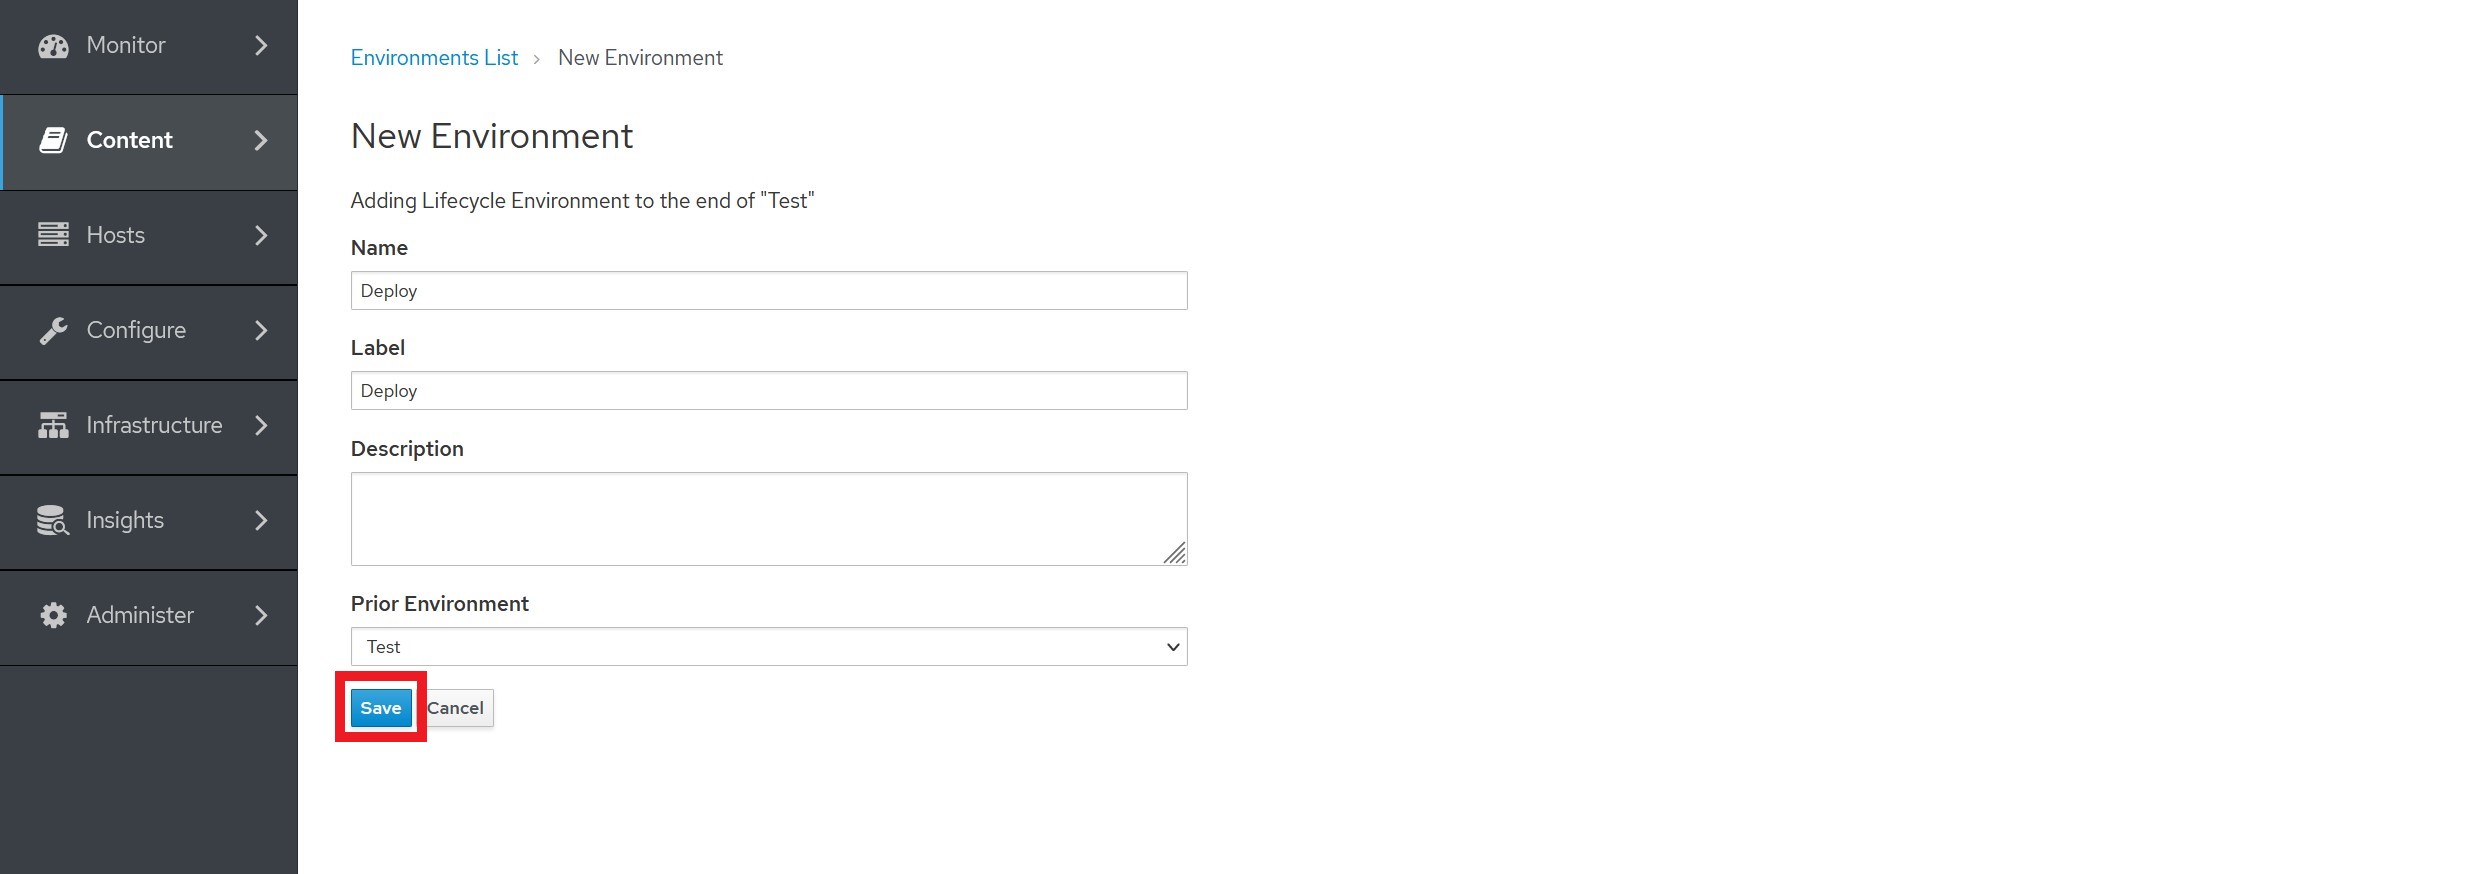 Monitor
Content
Hosts
Configure
Infrastructure
Insights
Administer
Environments List › New Environment
New Environment
Adding Lifecycle Environment to the end of "Test"
Name
Deploy
Label
Deploy
Description
Prior Environment
Test
Save Cancel